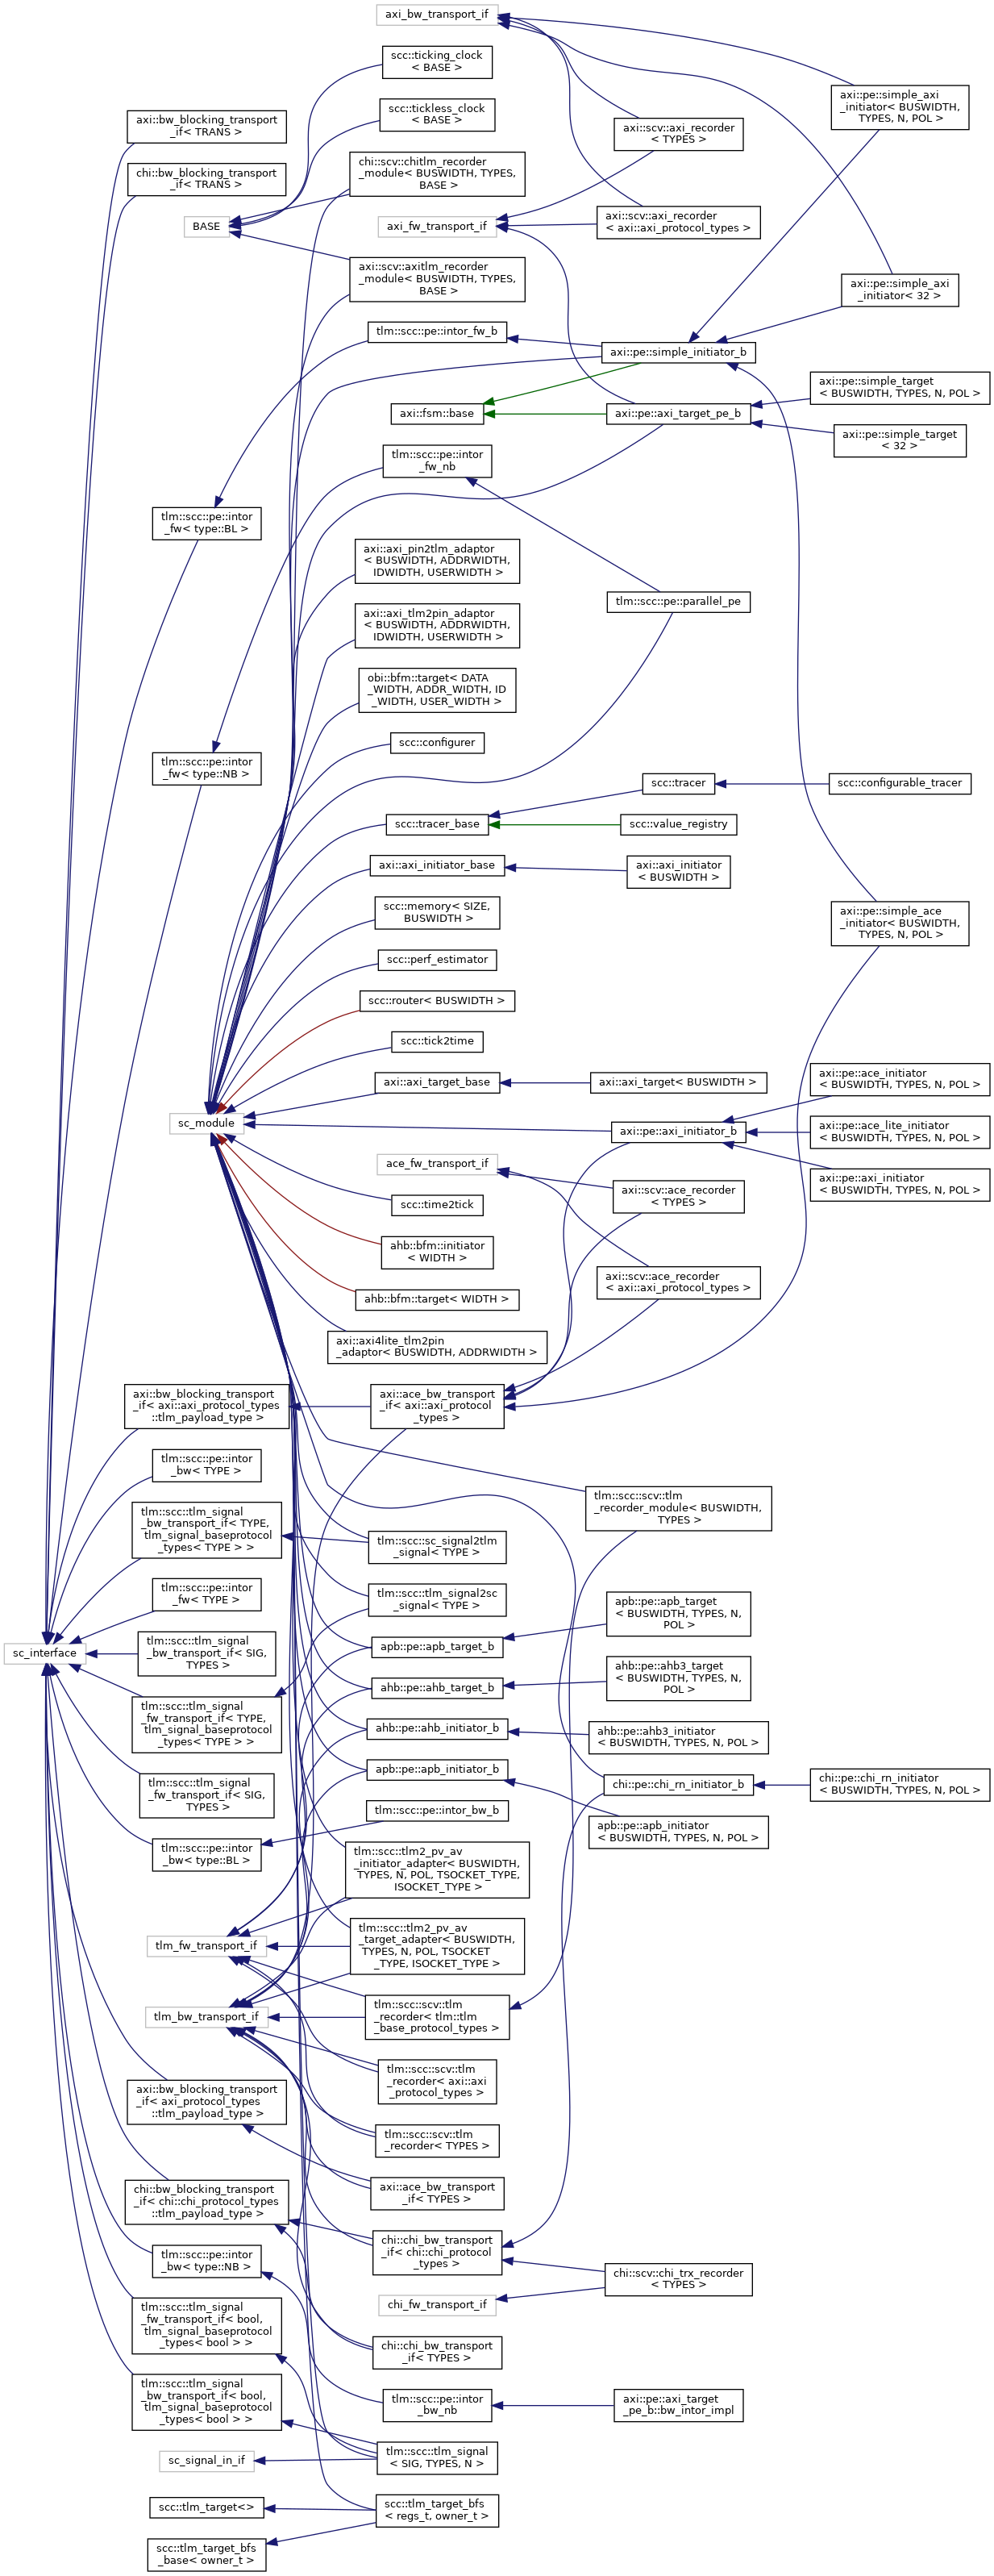 axi_bw_transport_if
scc::ticking_clock
< BASE >
scc::tickless_clock
< BASE >
axi::pe::simple_axi
_initiator< BUSWIDTH,
TYPES, N, POL >
axi::bw_blocking_transport
_if< TRANS >
axi::scv::axi_recorder
< TYPES >
chi::scv::chitlm_recorder
_module< BUSWIDTH, TYPES,
BASE >
chi::bw_blocking_transport
_if< TRANS >
BASE
axi_fw_transport_if
axi::scv::axi_recorder
< axi::axi_protocol_types >
axi::scv::axitlm_recorder
_module< BUSWIDTH, TYPES,
BASE >
axi::pe::simple_axi
_initiator< 32 >
tlm::scc::pe::intor_fw_b
axi::pe::simple_initiator_b
axi::pe::simple_target
< BUSWIDTH, TYPES, N, POL >
axi::fsm::base
axi::pe::axi_target_pe_b
axi::pe::simple_target
< 32 >
tlm::scc::pe::intor
_fw_nb
tlm::scc::pe::intor
_fw< type::BL >
axi::axi_pin2tlm_adaptor
< BUSWIDTH, ADDRWIDTH,
IDWIDTH, USERWIDTH >
tlm::scc::pe::parallel_pe
axi::axi_tlm2pin_adaptor
< BUSWIDTH, ADDRWIDTH,
IDWIDTH, USERWIDTH >
obi::bfm::target< DATA
_WIDTH, ADDR_WIDTH, ID
_WIDTH, USER_WIDTH >
scc::configurer
tlm::scc::pe::intor
_fw< type::NB >
scc::tracer
scc::configurable_tracer
scc::tracer_base
scc::value_registry
axi::axi_initiator_base
axi::axi_initiator
< BUSWIDTH >
scc::memory< SIZE,
BUSWIDTH >
axi::pe::simple_ace
_initiator< BUSWIDTH,
TYPES, N, POL >
scc::perf_estimator
scc::router< BUSWIDTH >
scc::tick2time
axi::axi_target_base
axi::axi_target< BUSWIDTH >
axi::pe::ace_initiator
< BUSWIDTH, TYPES, N, POL >
sc_module
axi::pe::axi_initiator_b
axi::pe::ace_lite_initiator
< BUSWIDTH, TYPES, N, POL >
ace_fw_transport_if
axi::pe::axi_initiator
< BUSWIDTH, TYPES, N, POL >
scc::time2tick
axi::scv::ace_recorder
< TYPES >
ahb::bfm::initiator
< WIDTH >
axi::scv::ace_recorder
< axi::axi_protocol_types >
ahb::bfm::target< WIDTH >
axi::axi4lite_tlm2pin
_adaptor< BUSWIDTH, ADDRWIDTH >
axi::bw_blocking_transport
_if< axi::axi_protocol_types
::tlm_payload_type >
axi::ace_bw_transport
_if< axi::axi_protocol
_types >
tlm::scc::pe::intor
_bw< TYPE >
tlm::scc::scv::tlm
_recorder_module< BUSWIDTH,
TYPES >
tlm::scc::tlm_signal
_bw_transport_if< TYPE,
tlm_signal_baseprotocol
_types< TYPE > >
tlm::scc::sc_signal2tlm
_signal< TYPE >
tlm::scc::pe::intor
_fw< TYPE >
tlm::scc::tlm_signal2sc
_signal< TYPE >
apb::pe::apb_target
< BUSWIDTH, TYPES, N,
POL >
sc_interface
tlm::scc::tlm_signal
_bw_transport_if< SIG,
TYPES >
apb::pe::apb_target_b
ahb::pe::ahb3_target
< BUSWIDTH, TYPES, N,
POL >
ahb::pe::ahb_target_b
tlm::scc::tlm_signal
_fw_transport_if< TYPE,
tlm_signal_baseprotocol
_types< TYPE > >
ahb::pe::ahb_initiator_b
ahb::pe::ahb3_initiator
< BUSWIDTH, TYPES, N, POL >
tlm::scc::tlm_signal
_fw_transport_if< SIG,
TYPES >
apb::pe::apb_initiator_b
chi::pe::chi_rn_initiator_b
chi::pe::chi_rn_initiator
< BUSWIDTH, TYPES, N, POL >
tlm::scc::pe::intor_bw_b
apb::pe::apb_initiator
< BUSWIDTH, TYPES, N, POL >
tlm::scc::pe::intor
_bw< type::BL >
tlm::scc::tlm2_pv_av
_initiator_adapter< BUSWIDTH,
TYPES, N, POL, TSOCKET_TYPE,
ISOCKET_TYPE >
tlm_fw_transport_if
tlm::scc::tlm2_pv_av
_target_adapter< BUSWIDTH,
TYPES, N, POL, TSOCKET
_TYPE, ISOCKET_TYPE >
tlm_bw_transport_if
tlm::scc::scv::tlm
_recorder< tlm::tlm
_base_protocol_types >
tlm::scc::scv::tlm
_recorder< axi::axi
_protocol_types >
axi::bw_blocking_transport
_if< axi_protocol_types
::tlm_payload_type >
tlm::scc::scv::tlm
_recorder< TYPES >
axi::ace_bw_transport
_if< TYPES >
chi::bw_blocking_transport
_if< chi::chi_protocol_types
::tlm_payload_type >
chi::chi_bw_transport
_if< chi::chi_protocol
_types >
tlm::scc::pe::intor
_bw< type::NB >
chi::scv::chi_trx_recorder
< TYPES >
chi_fw_transport_if
tlm::scc::tlm_signal
_fw_transport_if< bool,
tlm_signal_baseprotocol
_types< bool > >
chi::chi_bw_transport
_if< TYPES >
tlm::scc::tlm_signal
_bw_transport_if< bool,
tlm_signal_baseprotocol
_types< bool > >
tlm::scc::pe::intor
_bw_nb
axi::pe::axi_target
_pe_b::bw_intor_impl
sc_signal_in_if
tlm::scc::tlm_signal
< SIG, TYPES, N >
scc::tlm_target<>
scc::tlm_target_bfs
< regs_t, owner_t >
scc::tlm_target_bfs
_base< owner_t >